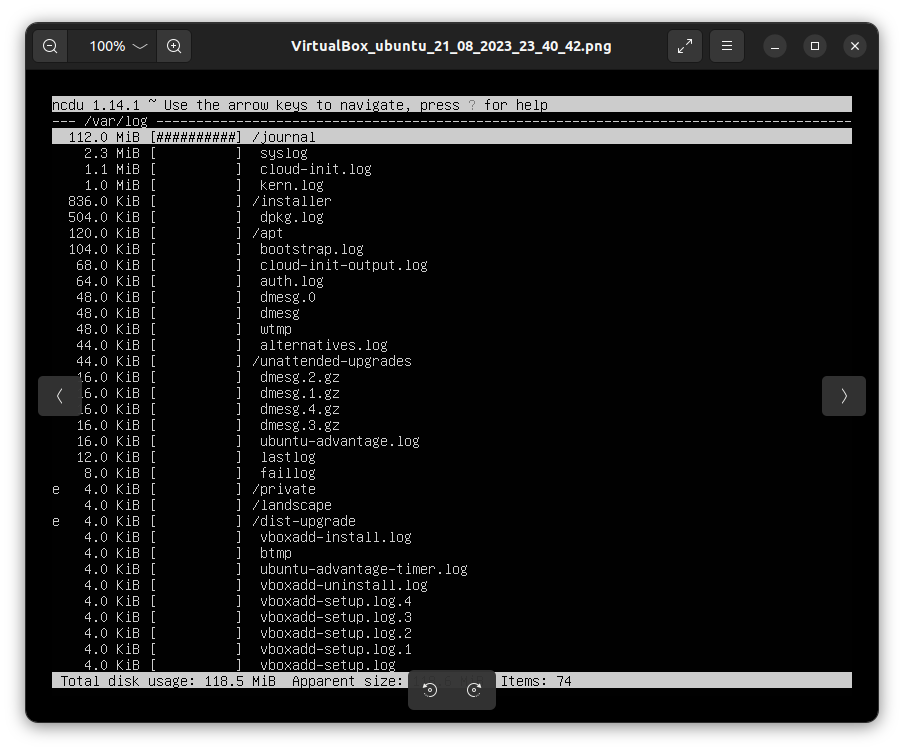 100%
VirtualBox_ubuntu_21_08_2023_23_40_42.png
ncdu 1.14.1 ~ Use the arrow keys to navigate, press ? for help
--- /var/log ----------------------------------------------------------------------------------------
112.0 MiB [##########] /journal
2.3 MiB [          ]  syslog
1.1 MiB [          ]  cloud-init.log
1.0 MiB [          ]  kern.log
836.0 KiB [          ] /installer
504.0 KiB [          ]  dpkg.log
120.0 KiB [          ] /apt
104.0 KiB [          ]  bootstrap.log
68.0 KiB [          ]  cloud-init-output.log
64.0 KiB [          ]  auth.log
48.0 KiB [          ]  dmesg.0
48.0 KiB [          ]  dmesg
48.0 KiB [          ]  wtmp
44.0 KiB [          ]  alternatives.log
44.0 KiB [          ] /unattended-upgrades
16.0 KiB [          ]  dmesg.2.gz
6.0 KiB [          ]  dmesg.1.gz
6.0 KiB [          ]  dmesg.4.gz
16.0 KiB [          ]  dmesg.3.gz
16.0 KiB [          ]  ubuntu-advantage.log
12.0 KiB [          ]  lastlog
8.0 KiB [          ]  faillog
e 4.0 KiB [          ] /private
4.0 KiB [          ] /landscape
e 4.0 KiB [          ] /dist-upgrade
4.0 KiB [          ]  vboxadd-install.log
4.0 KiB [          ]  btmp
4.0 KiB [          ]  ubuntu-advantage-timer.log
4.0 KiB [          ]  vboxadd-uninstall.log
4.0 KiB [          ]  vboxadd-setup.log.4
4.0 KiB [          ]  vboxadd-setup.log.3
4.0 KiB [          ]  vboxadd-setup.log.2
4.0 KiB [          ]  vboxadd-setup.log.1
4.0 KiB [          ]  vboxadd-setup.log
Total disk usage: 118.5 MiB  Apparent size: Items: 74